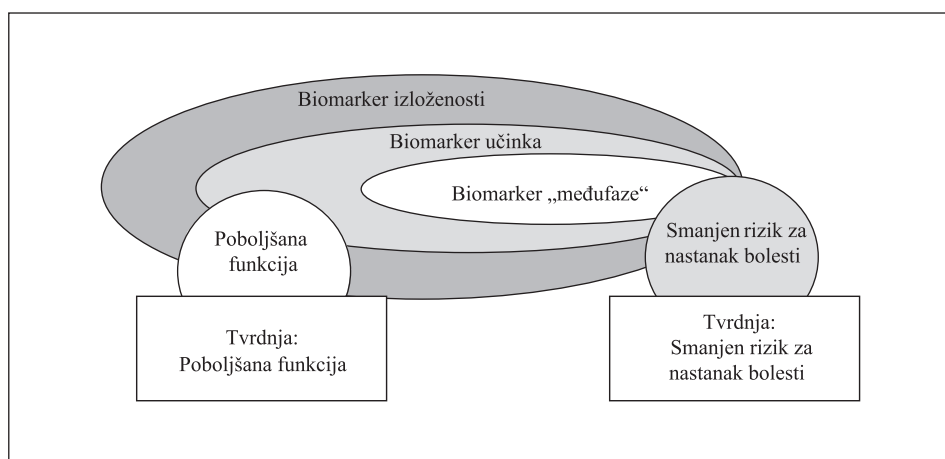 Biomarker izloženosti
Biomarker učinka
Biomarker „međufaze“
Poboljšana
funkcija
Smanjen rizik za
nastanak bolesti
Tvrdnja:
Poboljšana funkcija
Tvrdnja:
Smanjen rizik za
nastanak bolesti